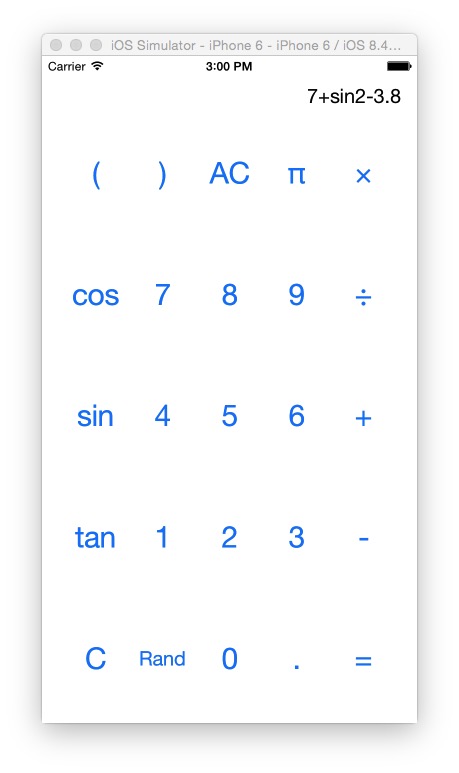 iOS Simulator - iPhone 6 - iPhone 6 / iOS 8.4...
Carrier 3:00 PM
7+sin2-3.8
( ) AC π ×
cos 7 8 9 ÷
sin 4 5 6 +
tan 1 2 3 -
C Rand 0 . =